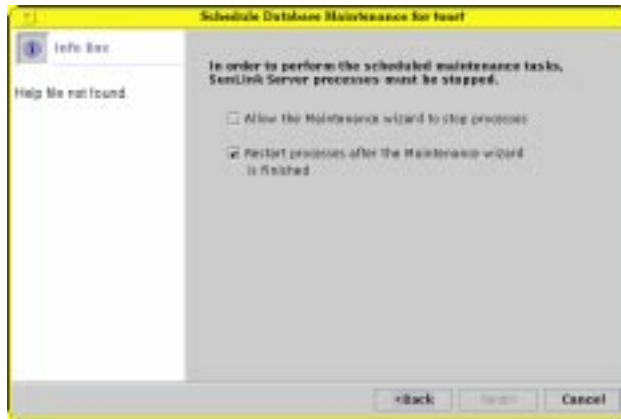 Schedule Database Maintenance for toast
Info Box
Help file not found
In order to perform the scheduled maintenance tasks,
SunLink Server processes must be stopped.
Allow the Maintenance wizard to stop processes
Restart processes after the Maintenance wizard
is finished
<Back
Cancel